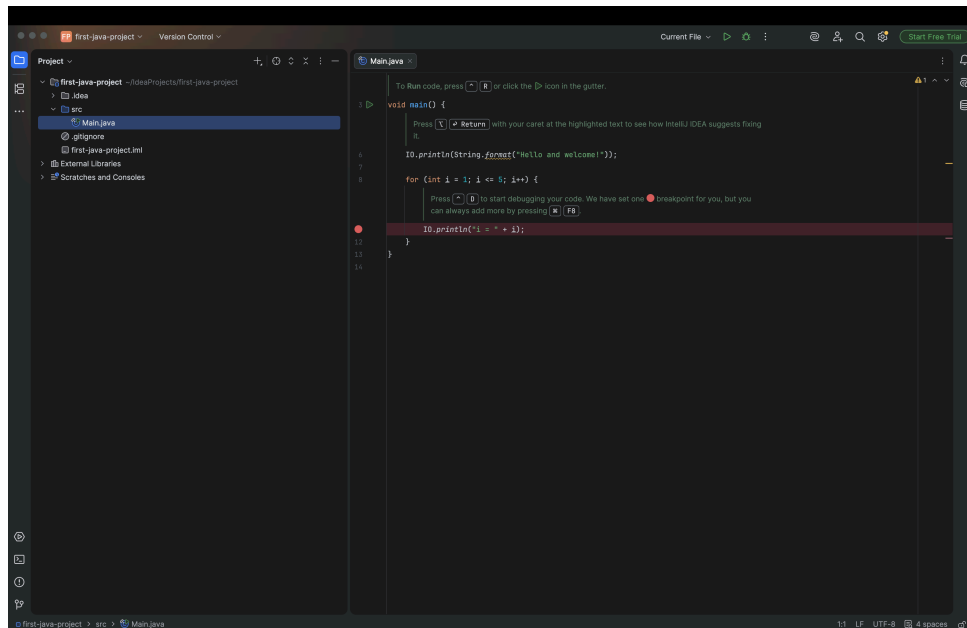 FP first-java-project Version Control Current File Start Free Trial
Project
Main.java
first-java-project ~/IdeaProjects/first-java-project
.idea
src
Main.java
.gitignore
first-java-project.iml
External Libraries
Scratches and Consoles
To Run code, press ^ R or click the ▷ icon in the gutter.
1
3 void main() {
Press ⌥ ⏎ Return with your caret at the highlighted text to see how IntelliJ IDEA suggests fixing
it.
6 IO.println(String.format("Hello and welcome!"));
9
8 for (int i = 1; i <= 5; i++) {
Press ^ D to start debugging your code. We have set one breakpoint for you, but you
can always add more by pressing ⌘ F8.
IO.println("i = " + i);
12 }
13 }
14
first-java-project > src > Main.java 1:1 LF UTF-8 4 spaces